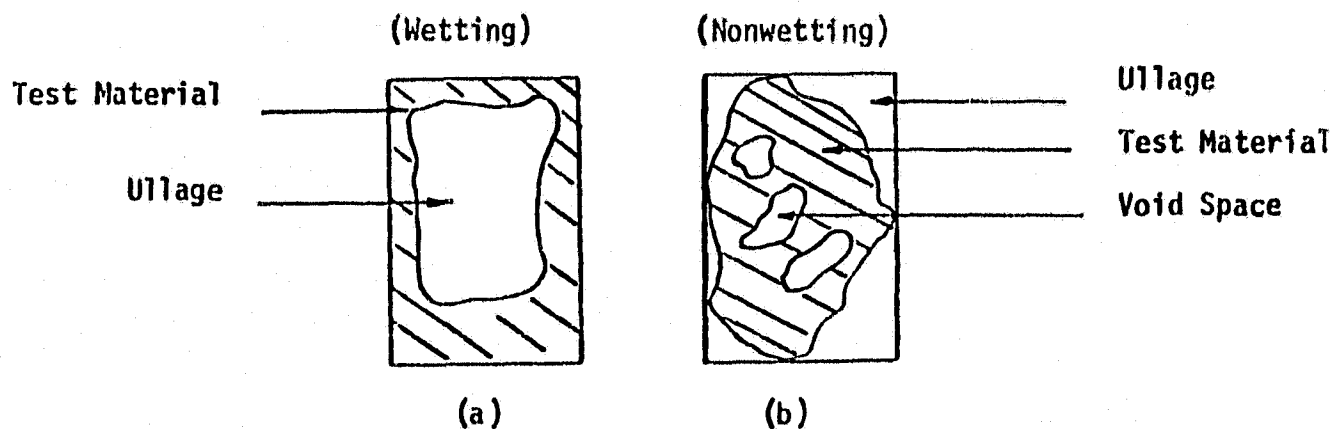 (Wetting)
(Nonwetting)
Test Material
Ullage
Ullage
Test Material
Void Space
(a)
(b)